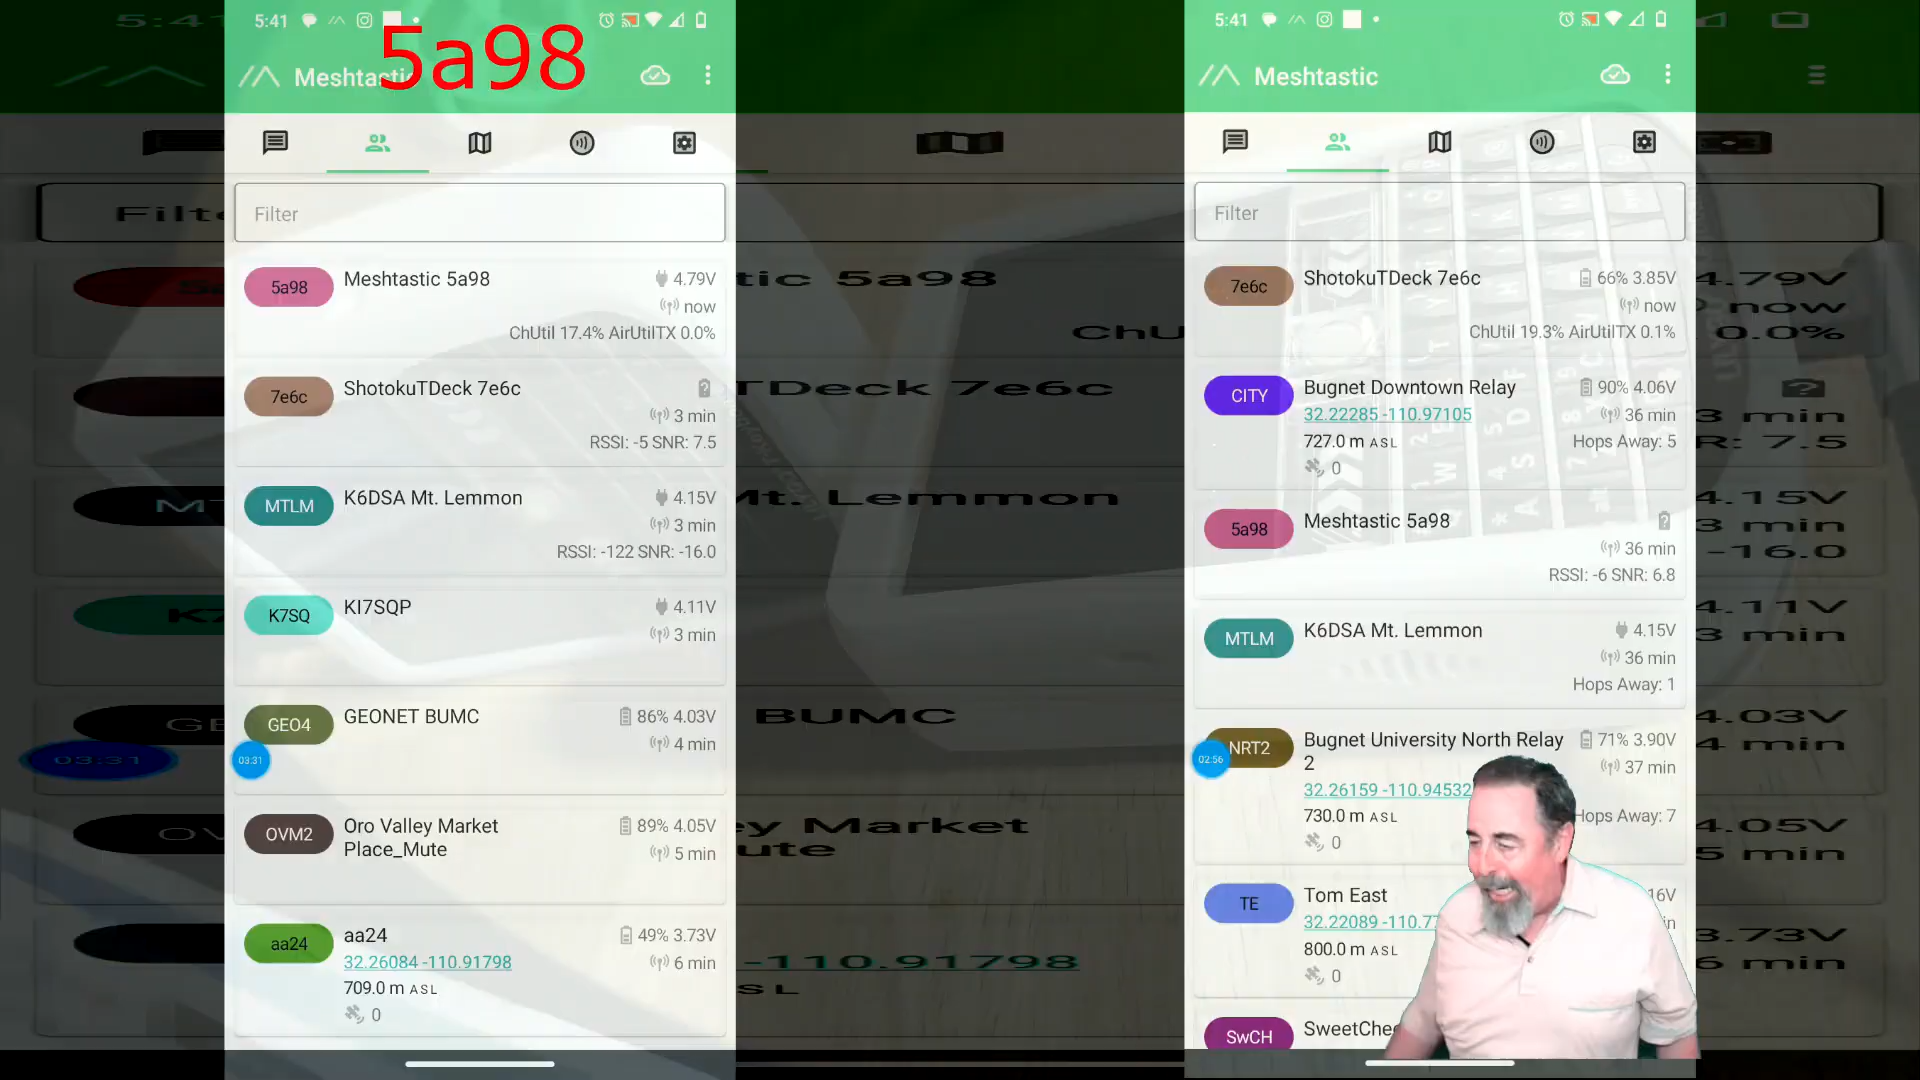 5:41
5a98
Meshtastic
Filter
5a98
Meshtastic 5a98
4.79V
now
ChUtil 17.4% AirUtilTX 0.0%
7e6c
ShotokuTDeck 7e6c
3 min
RSSI: -5 SNR: 7.5
MTLM
K6DSA Mt. Lemmon
4.15V
3 min
RSSI: -122 SNR: -16.0
K7SQ
KI7SQP
4.11V
3 min
GEO4
GEONET BUMC
86% 4.03V
4 min
03:31
OVM2
Oro Valley Market
Place_Mute
89% 4.05V
5 min
aa24
aa24
49% 3.73V
32.26084 -110.91798
6 min
709.0 m ASL
0
5:41
Meshtastic
Filter
7e6c
ShotokuTDeck 7e6c
66% 3.85V
now
ChUtil 19.3% AirUtilTX 0.1%
CITY
Bugnet Downtown Relay
90% 4.06V
32.22285 -110.97105
36 min
727.0 m ASL
Hops Away: 5
0
5a98
Meshtastic 5a98
36 min
RSSI: -6 SNR: 6.8
MTLM
K6DSA Mt. Lemmon
4.15V
36 min
Hops Away: 1
NRT2
Bugnet University North Relay
2
71% 3.90V
37 min
02:56
32.26159 -110.94532
730.0 m ASL
Hops Away: 7
0
TE
Tom East
16V
32.22089 -110.77
800.0 m ASL
0
SwCH
SweetChee